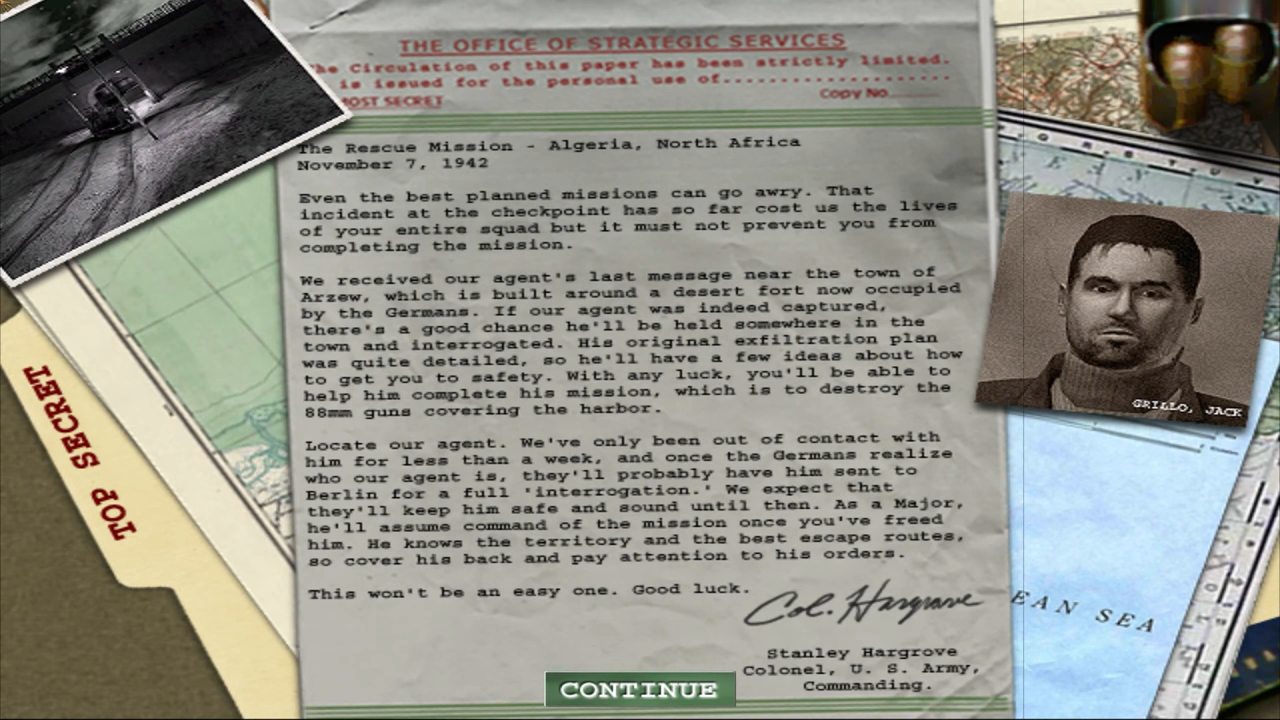 THE OFFICE OF STRATEGIC SERVICES
The Circulation of this paper has been strictly limited.
is issued for the personal use of......................
MOST SECRET
Copy No.........
The Rescue Mission - Algeria, North Africa
November 7, 1942
Even the best planned missions can go awry. That
incident at the checkpoint has so far cost us the lives
of your entire squad but it must not prevent you from
completing the mission.
We received our agent's last message near the town of
Arzew, which is built around a desert fort now occupied
by the Germans. If our agent was indeed captured,
there's a good chance he'll be held somewhere in the
town and interrogated. His original exfiltration plan
was quite detailed, so he'll have a few ideas about how
to get you to safety. With any luck, you'll be able to
help him complete his mission, which is to destroy the
88mm guns covering the harbor.
Locate our agent. We've only been out of contact with
him for less than a week, and once the Germans realize
who our agent is, they'll probably have him sent to
Berlin for a full 'interrogation.' We expect that
they'll keep him safe and sound until then. As a Major,
he'll assume command of the mission once you've freed
him. He knows the territory and the best escape routes,
so cover his back and pay attention to his orders.
This won't be an easy one. Good luck.
Col. Hargrove
Stanley Hargrove
Colonel, U. S. Army,
Commanding.
CONTINUE
TOP SECRET
GRILLO, JACK
EAN SEA